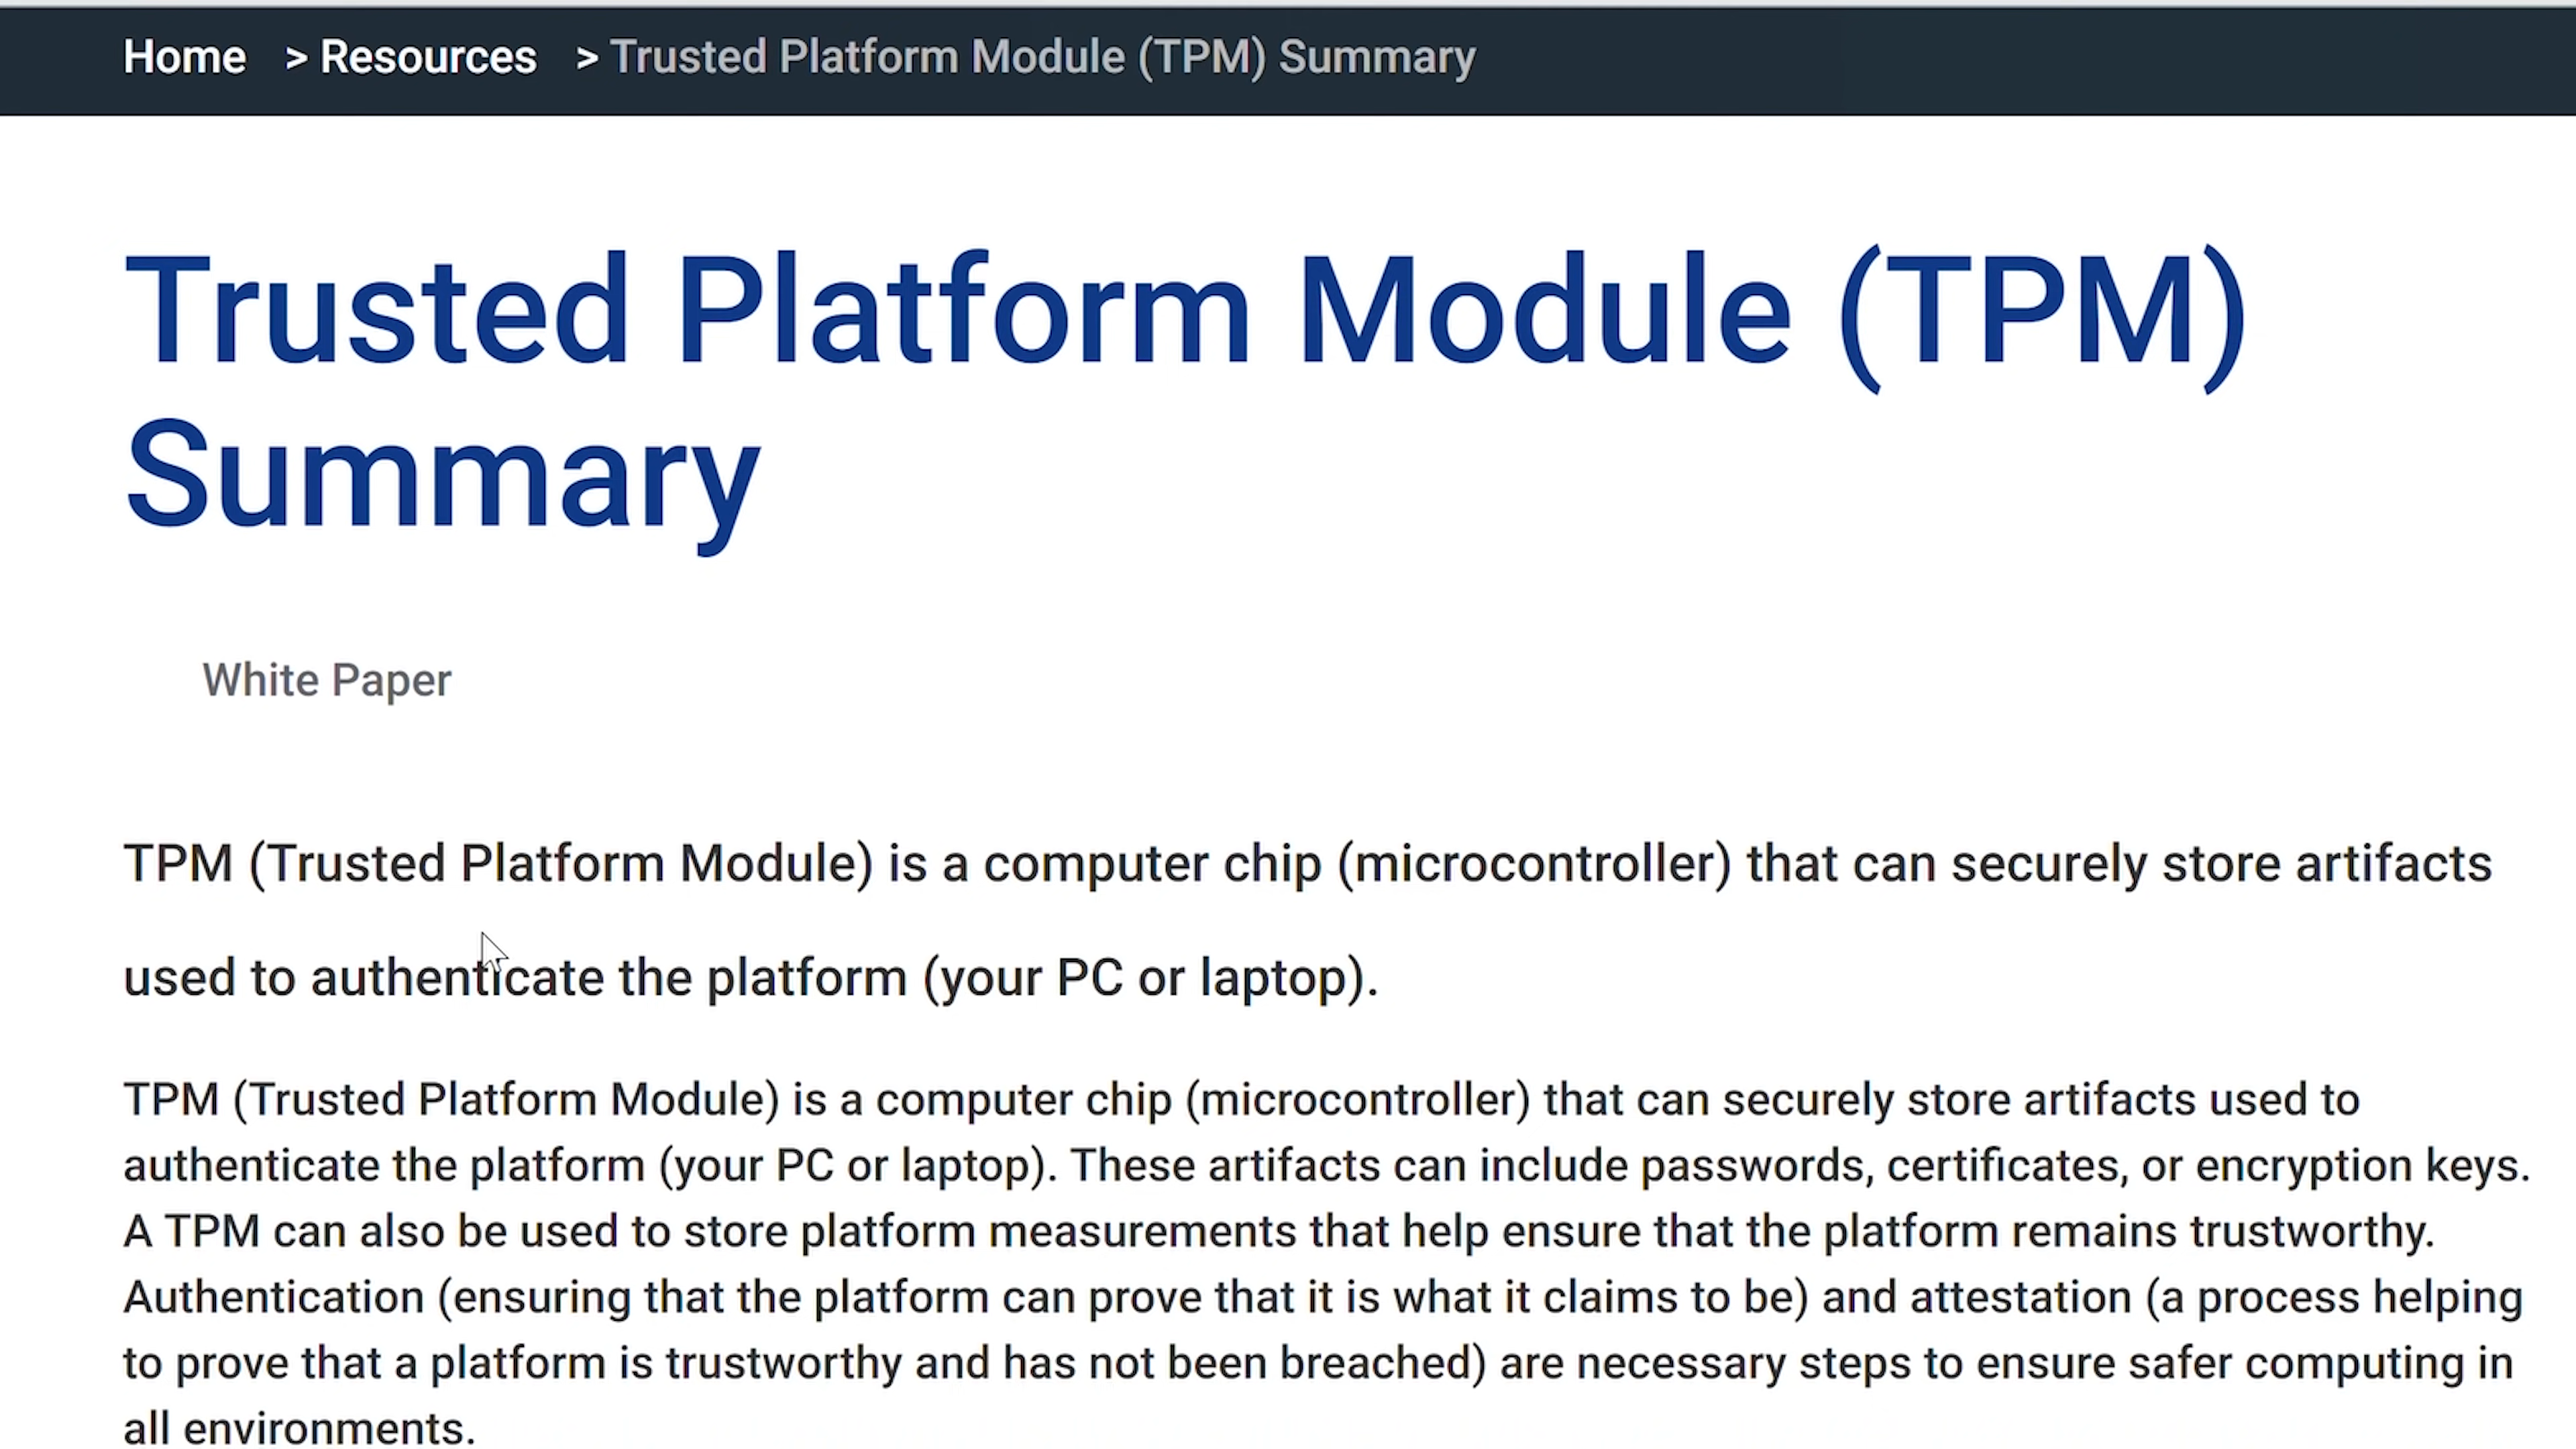 Home > Resources > Trusted Platform Module (TPM) Summary
Trusted Platform Module (TPM)
Summary
White Paper
TPM (Trusted Platform Module) is a computer chip (microcontroller) that can securely store artifacts
used to authenticate the platform (your PC or laptop).
TPM (Trusted Platform Module) is a computer chip (microcontroller) that can securely store artifacts used to
authenticate the platform (your PC or laptop). These artifacts can include passwords, certificates, or encryption keys.
A TPM can also be used to store platform measurements that help ensure that the platform remains trustworthy.
Authentication (ensuring that the platform can prove that it is what it claims to be) and attestation (a process helping
to prove that a platform is trustworthy and has not been breached) are necessary steps to ensure safer computing in
all environments.